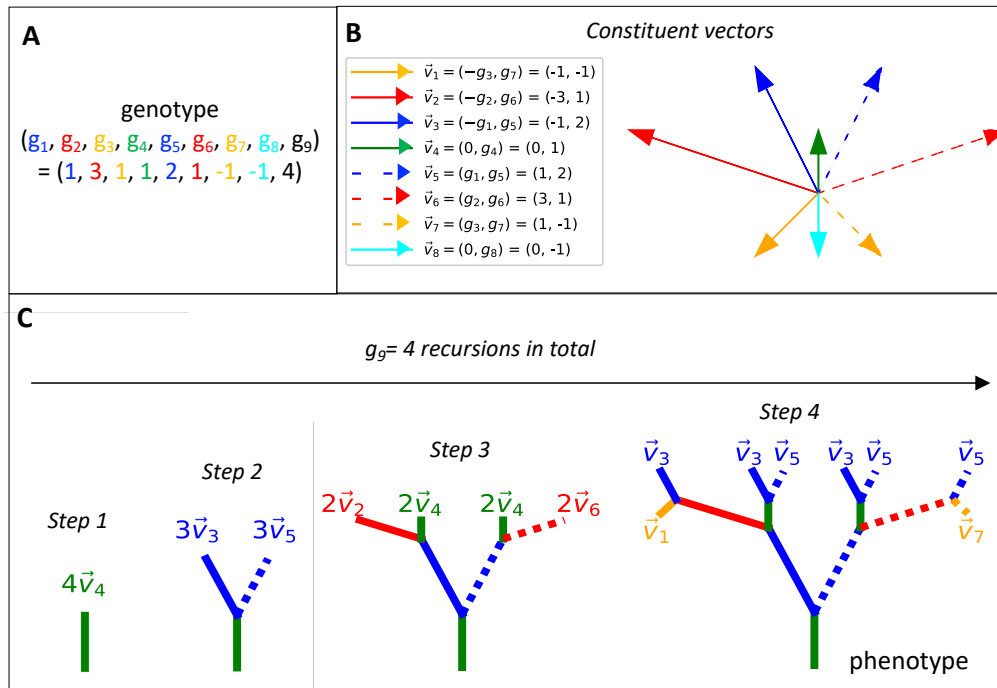 A
genotype
(g₁, g₂, g₃, g₄, g₅, g₆, g₇, g₈, g₉)
= (1, 3, 1, 1, 2, 1, -1, -1, 4)
B
Constituent vectors
v⃗₁ = (−g₃, g₇) = (-1, -1)
v⃗₂ = (−g₂, g₆) = (-3, 1)
v⃗₃ = (−g₁, g₅) = (-1, 2)
v⃗₄ = (0, g₄) = (0, 1)
v⃗₅ = (g₁, g₅) = (1, 2)
v⃗₆ = (g₂, g₆) = (3, 1)
v⃗₇ = (g₃, g₇) = (1, -1)
v⃗₈ = (0, g₈) = (0, -1)
C
g₉= 4 recursions in total
Step 1
4v⃗₄
Step 2
3v⃗₃ 3v⃗₅
Step 3
2v⃗₂ 2v⃗₄ 2v⃗₄ 2v⃗₆
Step 4
v⃗₃ v⃗₃ v⃗₅ v⃗₃ v⃗₅ v⃗₅
v⃗₁ v⃗₇
phenotype